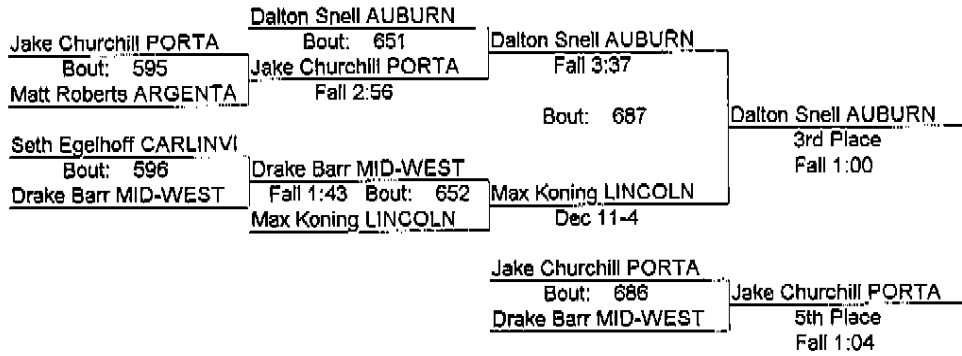 Dalton Snell AUBURN
Jake Churchill PORTA
Bout: 651
Dalton Snell AUBURN
Bout: 595
Jake Churchill PORTA
Fall 3:37
Matt Roberts ARGENTA
Fall 2:56
Bout: 687
Dalton Snell AUBURN
3rd Place
Seth Egelhoff CARLINVI
Fall 1:00
Bout: 596
Drake Barr MID-WEST
Drake Barr MID-WEST
Fall 1:43 Bout: 652
Max Koning LINCOLN
Max Koning LINCOLN
Dec 11-4
Jake Churchill PORTA
Bout: 686
Jake Churchill PORTA
Drake Barr MID-WEST
5th Place
Fall 1:04